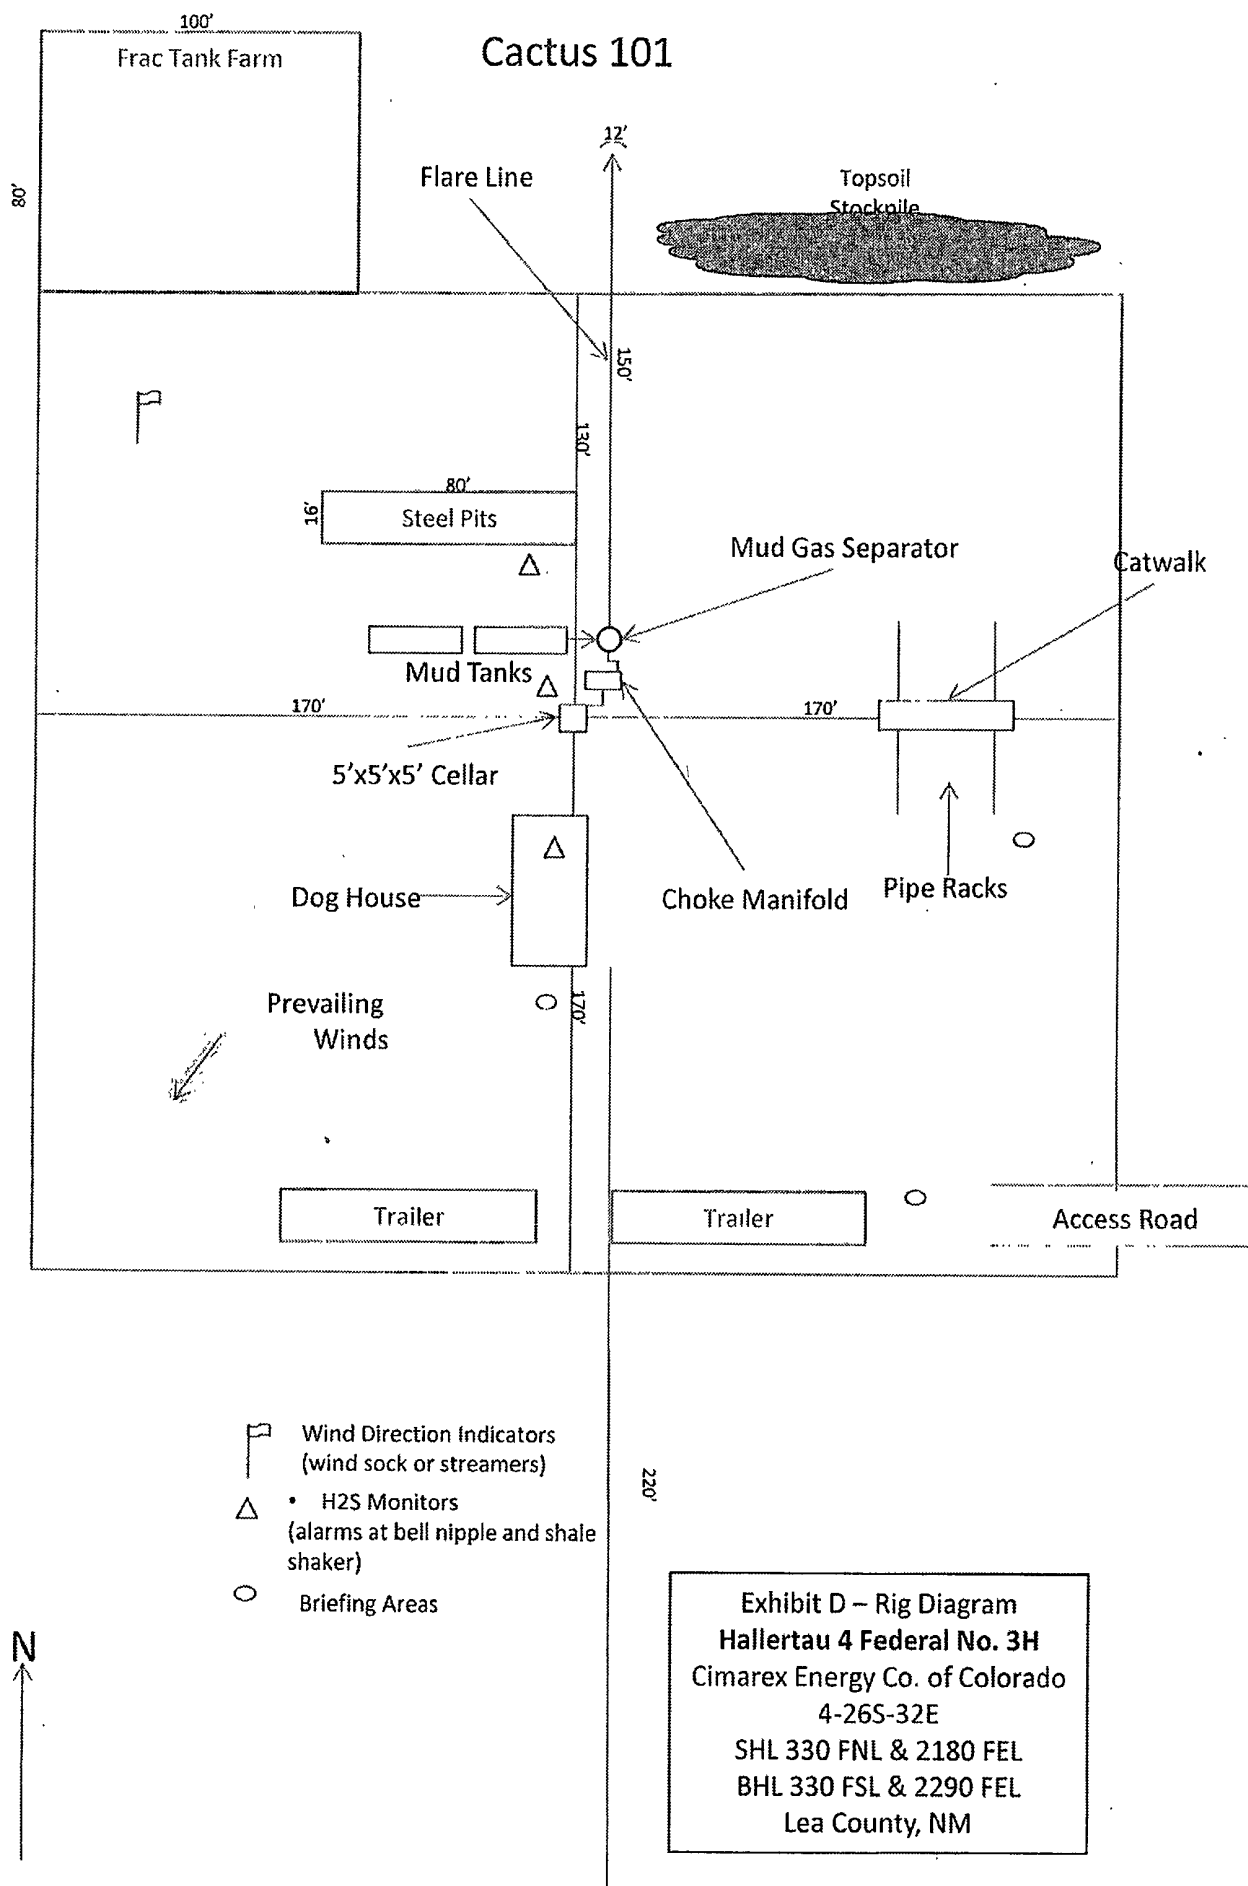 100'
Frac Tank Farm
Cactus 101
80'
12'
Flare Line
Topsoil
Stockpile
150'
130'
80'
16'
Steel Pits
Mud Gas Separator
Catwalk
Mud Tanks
170'
170'
5'x5'x5' Cellar
Dog House
Choke Manifold
Pipe Racks
Prevailing
Winds
170'
Trailer
Trailer
Access Road
Wind Direction Indicators
(wind sock or streamers)
• H2S Monitors
(alarms at bell nipple and shale
shaker)
Briefing Areas
220'
N
Exhibit D – Rig Diagram
Hallertau 4 Federal No. 3H
Cimarex Energy Co. of Colorado
4-26S-32E
SHL 330 FNL & 2180 FEL
BHL 330 FSL & 2290 FEL
Lea County, NM